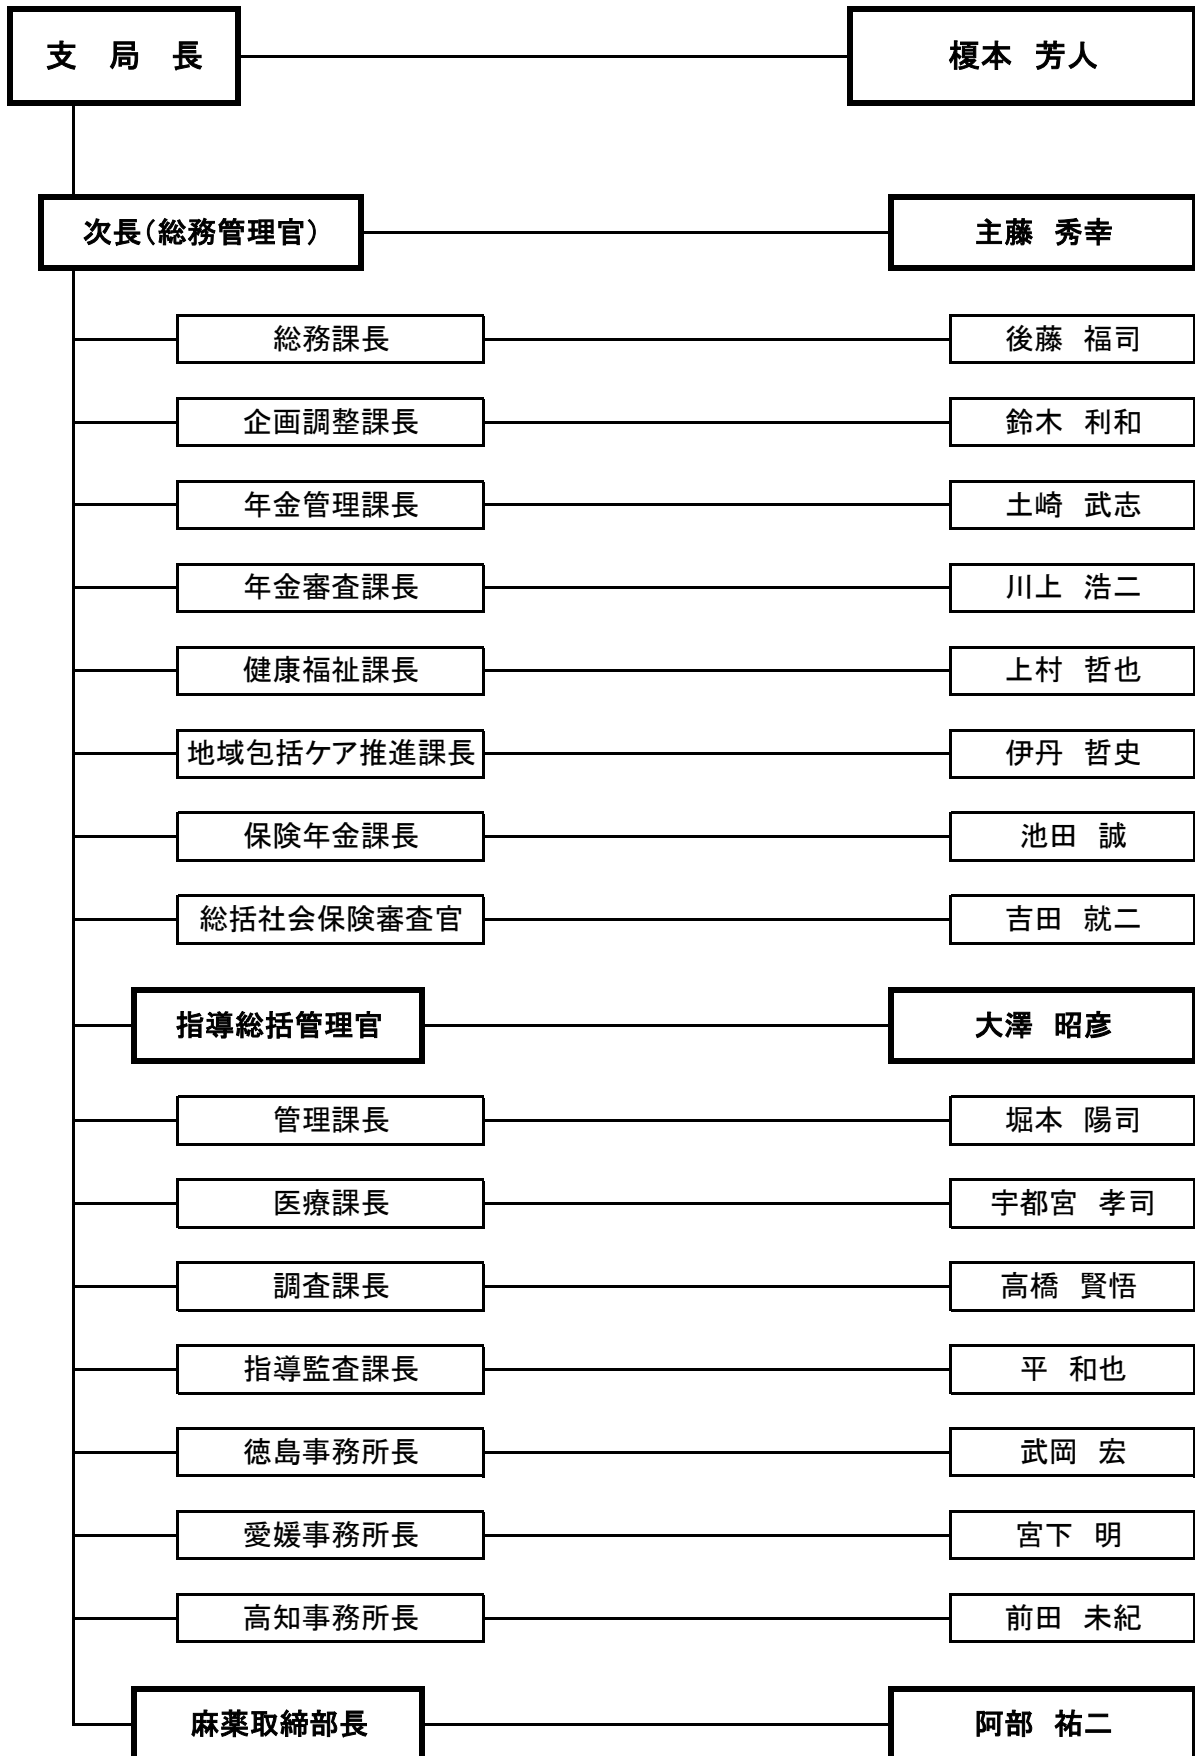 支　局　長　榎本　芳人
次長（総務管理官）　主藤　秀幸
総務課長　後藤　福司
企画調整課長　鈴木　利和
年金管理課長　土崎　武志
年金審査課長　川上　浩二
健康福祉課長　上村　哲也
地域包括ケア推進課長　伊丹　哲史
保険年金課長　池田　誠
総括社会保険審査官　吉田　就二
指導総括管理官　大澤　昭彦
管理課長　堀本　陽司
医療課長　宇都宮　孝司
調査課長　高橋　賢悟
指導監査課長　平　和也
徳島事務所長　武岡　宏
愛媛事務所長　宮下　明
高知事務所長　前田　未紀
麻薬取締部長　阿部　祐二